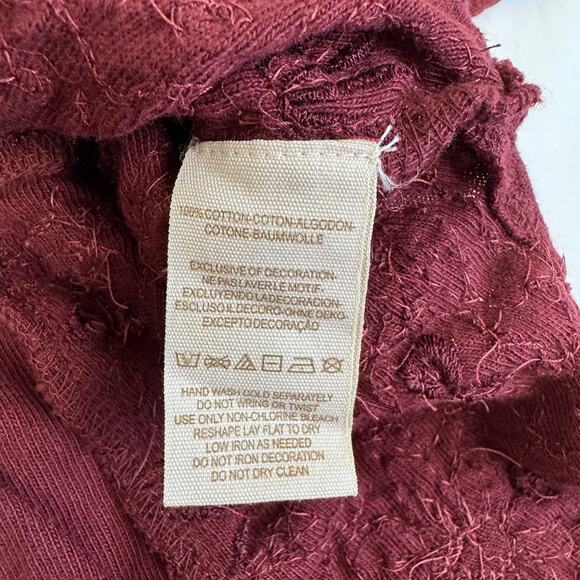 100% COTTON-COTON-ALGODON-
COTONE-BAUMWOLLE
EXCLUSIVE OF DECORATION-
NE PAS LAVER LE MOTIF-
EXCLUYENDO LA DECORACION-
ESCLUSO IL DECORO-OHNE DEKO-
EXCEPTO DECORAÇÃO
HAND WASH COLD SEPARATELY
DO NOT WRING OR TWIST
USE ONLY NON-CHLORINE BLEACH
RESHAPE LAY FLAT TO DRY
LOW IRON AS NEEDED
DO NOT IRON DECORATION
DO NOT DRY CLEAN